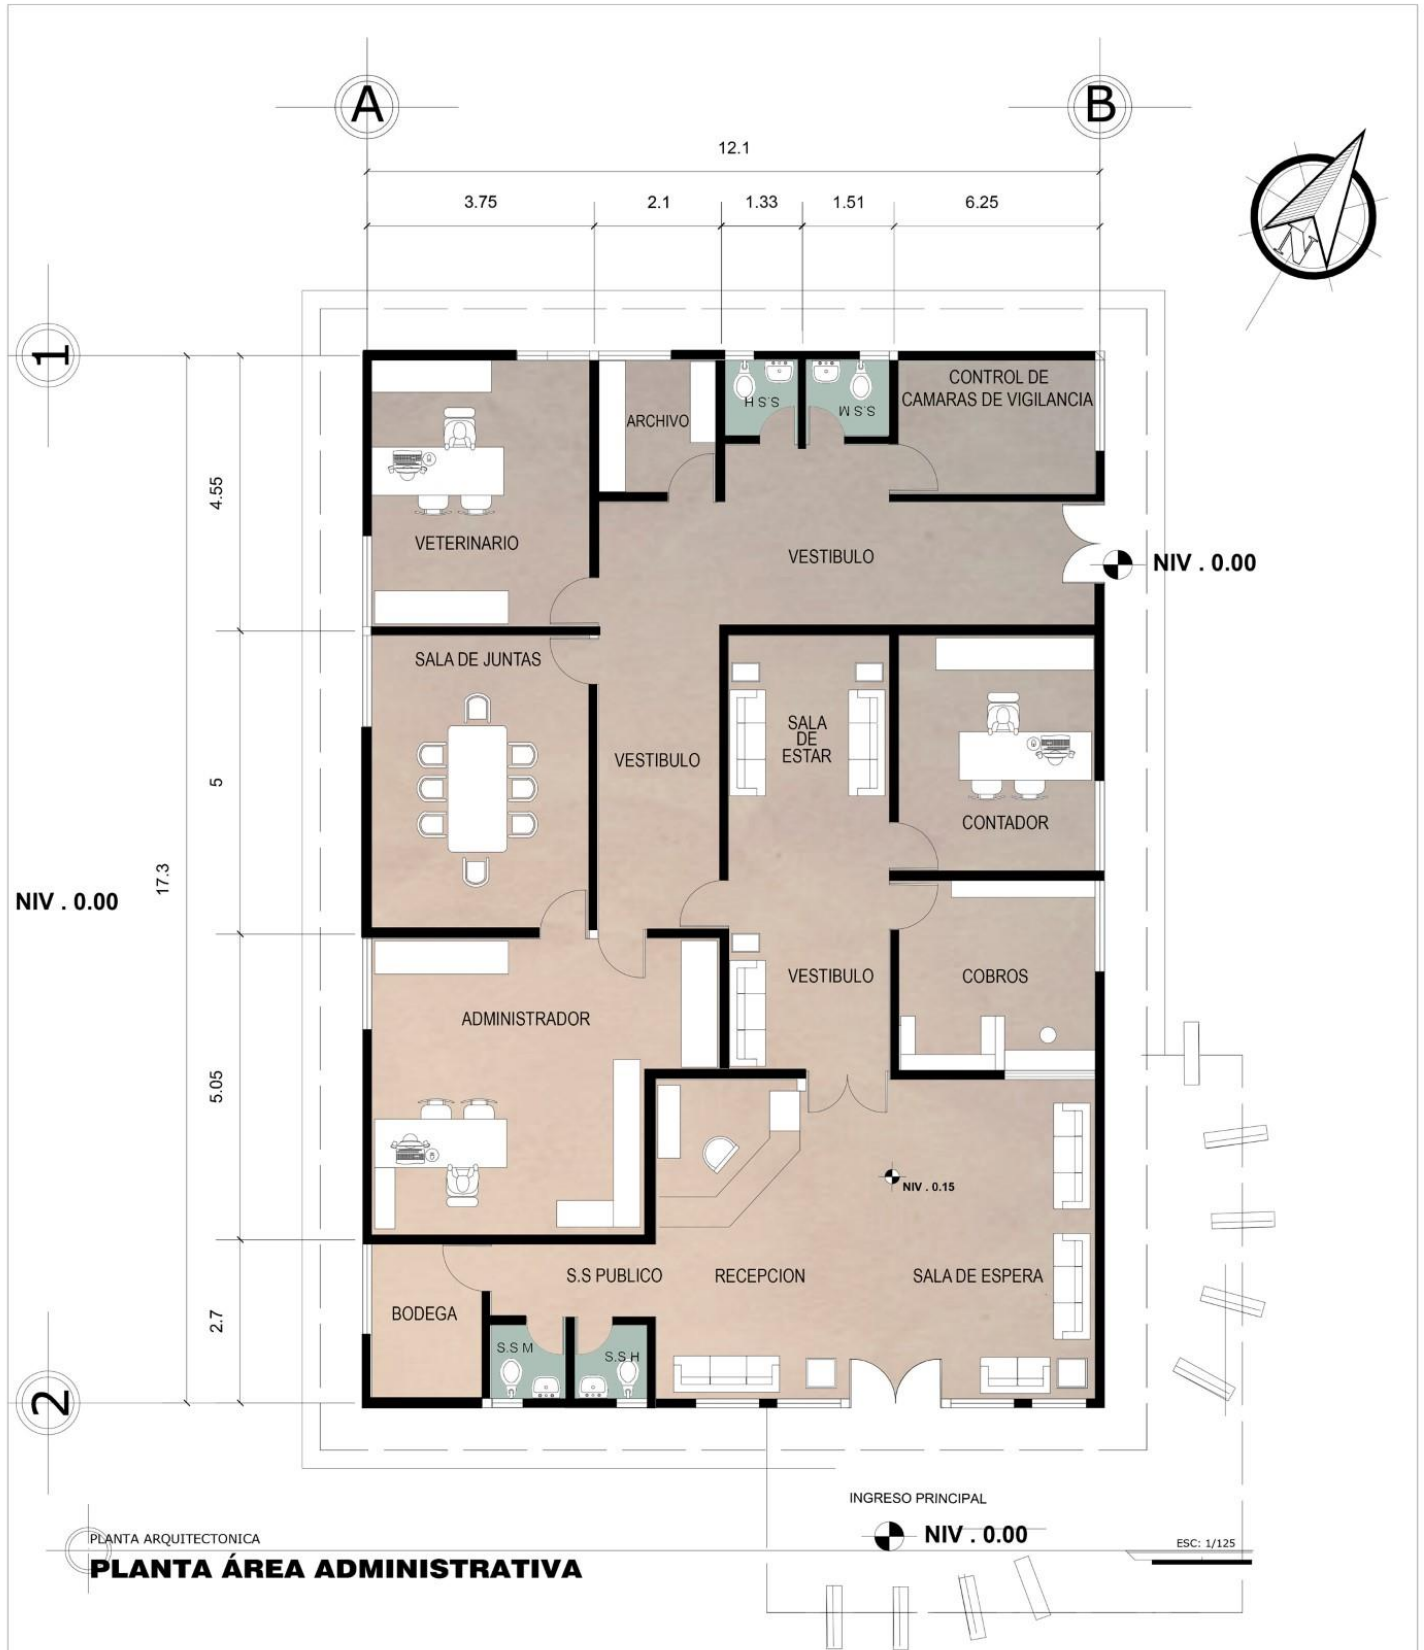 A
B
12.1
3.75
2.1
1.33
1.51
6.25
N
1
ARCHIVO
S.S H
S.S M
CONTROL DE
CAMARAS DE VIGILANCIA
4.55
VETERINARIO
VESTIBULO
NIV . 0.00
SALA DE JUNTAS
SALA
DE
ESTAR
VESTIBULO
5
CONTADOR
17.3
NIV . 0.00
VESTIBULO
COBROS
ADMINISTRADOR
5.05
NIV . 0.15
S.S PUBLICO
RECEPCION
SALA DE ESPERA
BODEGA
2.7
S.S M
S.S H
2
INGRESO PRINCIPAL
NIV . 0.00
PLANTA ARQUITECTONICA
ESC: 1/125
PLANTA ÁREA ADMINISTRATIVA